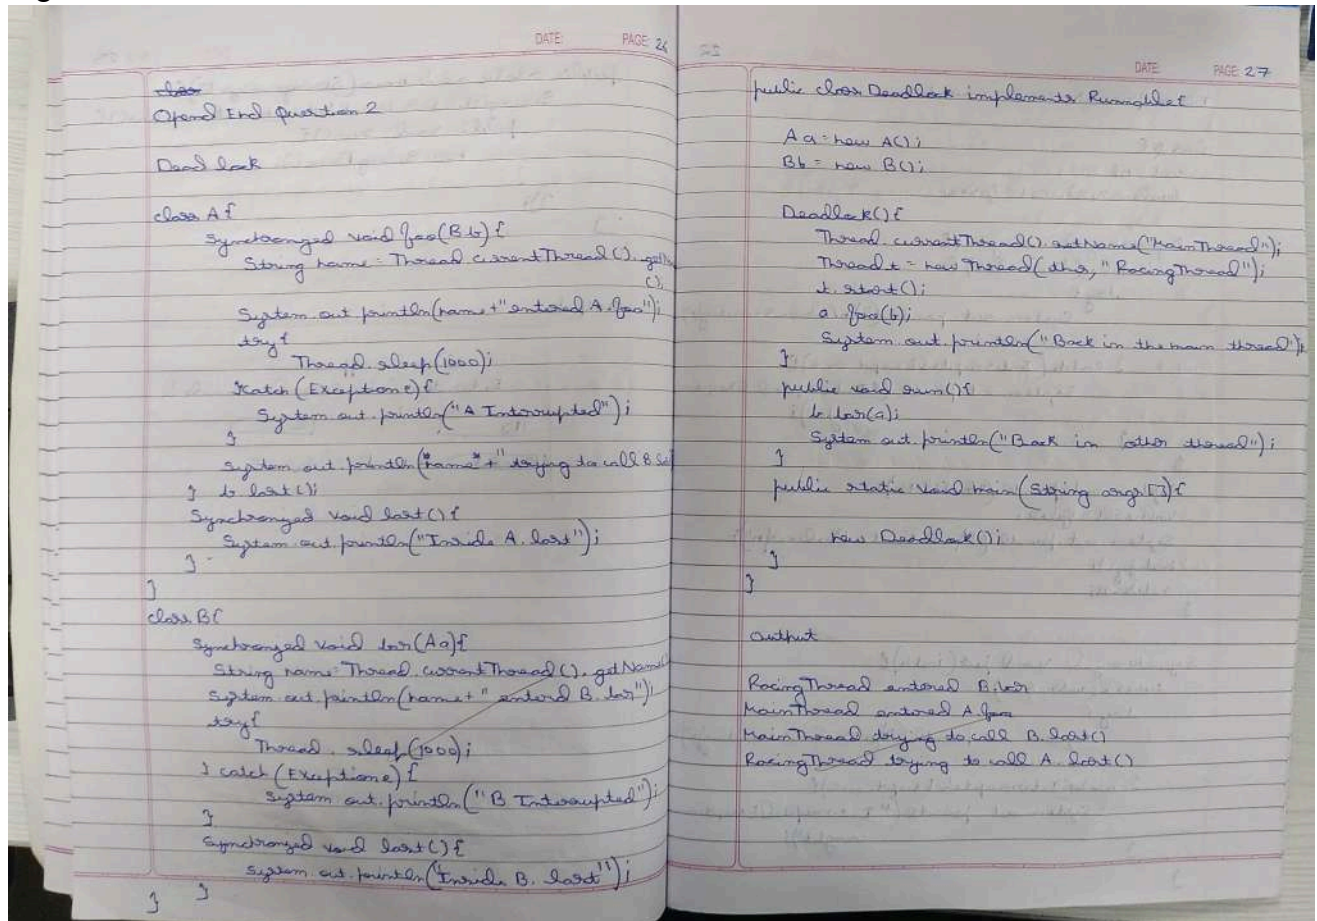 DATE: PAGE: 26
Opend End Question 2
Dead lock
class A{
Synchronized void foo(B b) {
String name = Thread.currentThread().getNa
();
System.out.println(name+" entered A.foo");
try{
Thread.sleep(1000);
}catch(Exception e){
System.out.println("A Interrupted");
}
System.out.println("name"+" trying to call B.
} b.last();
Synchronized void last() {
System.out.println("Inside A.last");
}
}
class B{
Synchronized void bar(A a){
String name=Thread.currentThread().getName()
System.out.println(name+" enterd B.bar");
try{
Thread.sleep(1000);
} catch (Exception e) {
System.out.println("B Interrupted");
}
Synchronized void last() {
System.out.println("Inside B.last");
}
}
DATE: PAGE: 27
public class Deadlock implements Runnable{
A a = new A();
B b = new B();
Deadlock(){
Thread.currentThread().setName("MainThread");
Thread t = new Thread(this, "RacingThread");
t.start();
a.foo(b);
System.out.println("Back in the main thread");
}
public void run(){
b.bar(a);
System.out.println("Back in other thread");
}
public static void main(String args[]){
new Deadlock();
}
}
Output
RacingThread entered B.bar
MainThread entered A.foo
MainThread trying to call B.last()
RacingThread trying to call A.last()